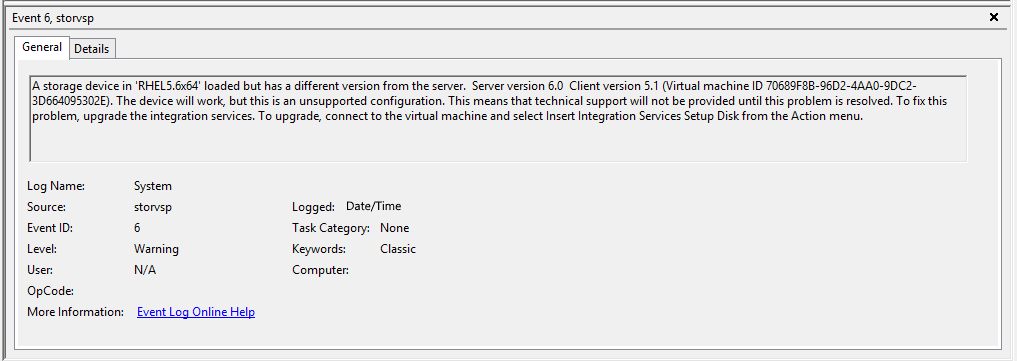 Event 6, storvsp
General Details
A storage device in 'RHEL5.6x64' loaded but has a different version from the server.  Server version 6.0  Client version 5.1 (Virtual machine ID 70689F8B-96D2-4AA0-9DC2-
3D664095302E). The device will work, but this is an unsupported configuration. This means that technical support will not be provided until this problem is resolved. To fix this
problem, upgrade the integration services. To upgrade, connect to the virtual machine and select Insert Integration Services Setup Disk from the Action menu.
Log Name: System
Source: storvsp Logged: Date/Time
Event ID: 6 Task Category: None
Level: Warning Keywords: Classic
User: N/A Computer:
OpCode:
More Information: Event Log Online Help